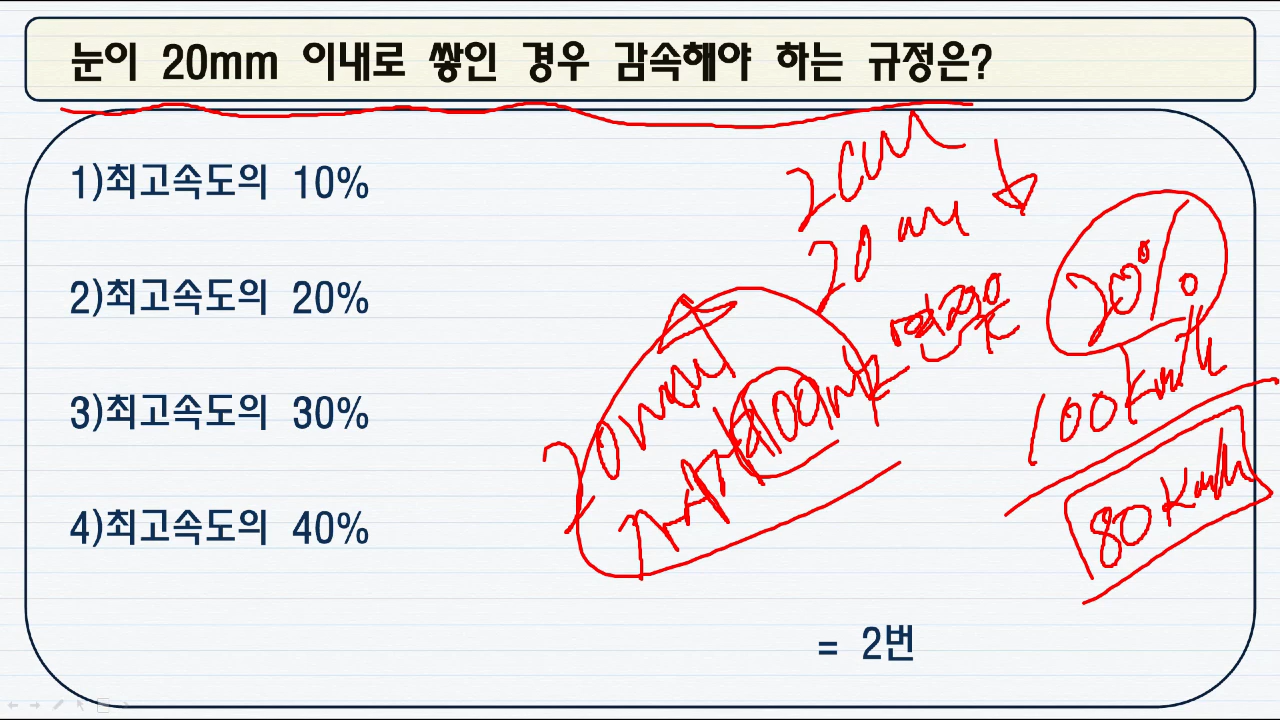 눈이 20mm 이내로 쌓인 경우 감속해야 하는 규정은?
1)최고속도의 10%
2)최고속도의 20%
3)최고속도의 30%
4)최고속도의 40%
2cm
20mm
20%
20mm
100m
100km/h
80km/h
= 2번